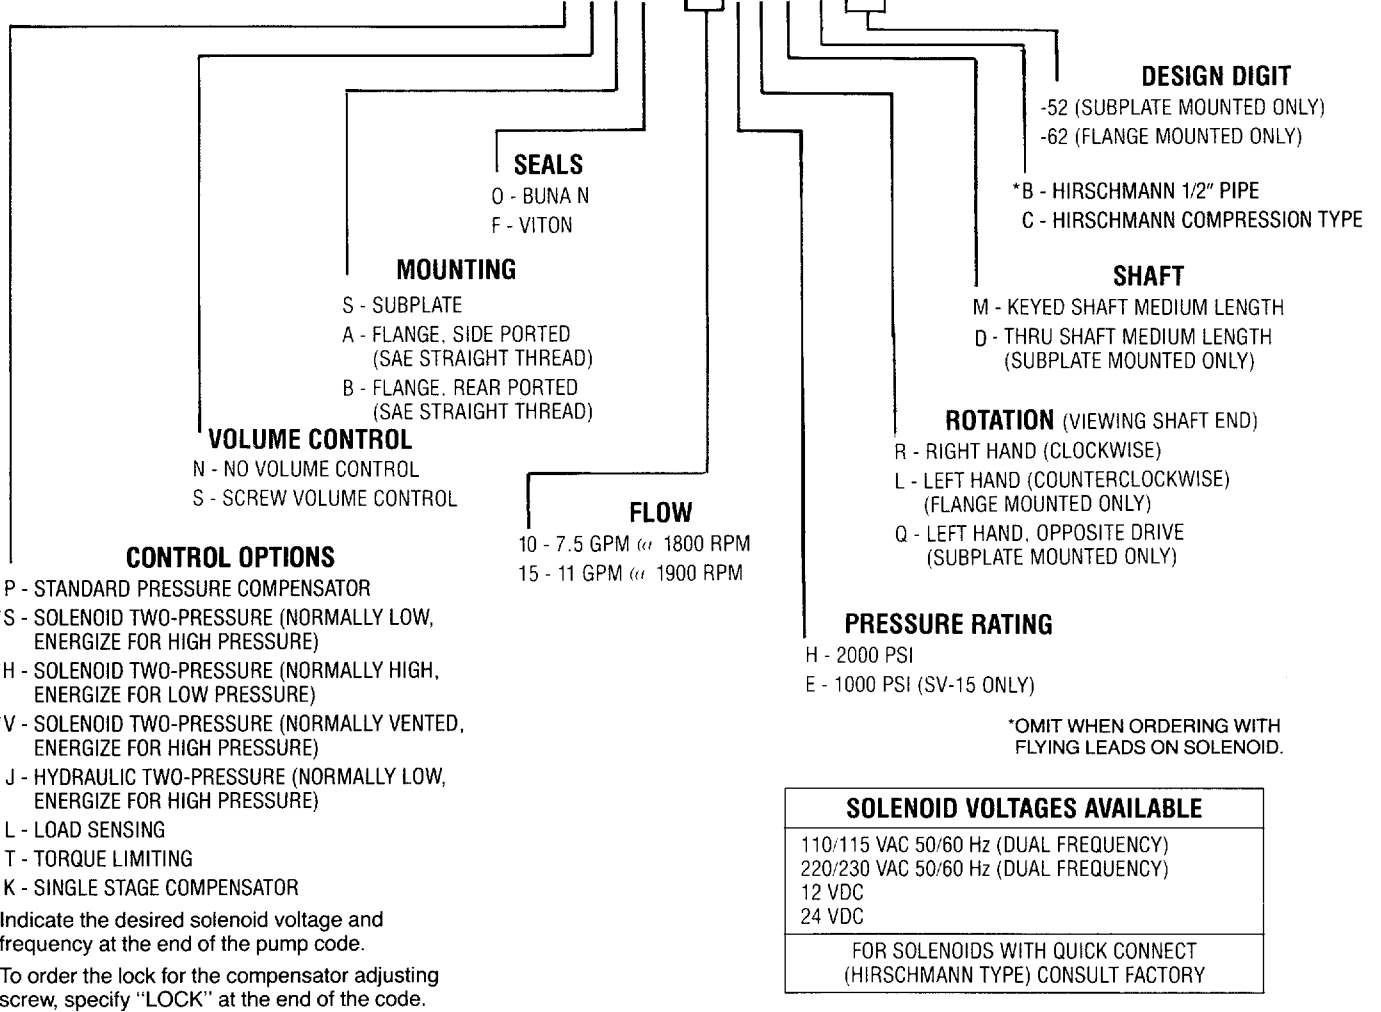 DESIGN DIGIT
-52 (SUBPLATE MOUNTED ONLY)
-62 (FLANGE MOUNTED ONLY)
*B - HIRSCHMANN 1/2" PIPE
C - HIRSCHMANN COMPRESSION TYPE
SEALS
O - BUNA N
F - VITON
MOUNTING
S - SUBPLATE
A - FLANGE, SIDE PORTED
(SAE STRAIGHT THREAD)
B - FLANGE, REAR PORTED
(SAE STRAIGHT THREAD)
SHAFT
M - KEYED SHAFT MEDIUM LENGTH
D - THRU SHAFT MEDIUM LENGTH
(SUBPLATE MOUNTED ONLY)
VOLUME CONTROL
N - NO VOLUME CONTROL
S - SCREW VOLUME CONTROL
ROTATION (VIEWING SHAFT END)
R - RIGHT HAND (CLOCKWISE)
L - LEFT HAND (COUNTERCLOCKWISE)
(FLANGE MOUNTED ONLY)
Q - LEFT HAND, OPPOSITE DRIVE
(SUBPLATE MOUNTED ONLY)
FLOW
10 - 7.5 GPM @ 1800 RPM
15 - 11 GPM @ 1900 RPM
CONTROL OPTIONS
P - STANDARD PRESSURE COMPENSATOR
*S - SOLENOID TWO-PRESSURE (NORMALLY LOW,
ENERGIZE FOR HIGH PRESSURE)
*H - SOLENOID TWO-PRESSURE (NORMALLY HIGH,
ENERGIZE FOR LOW PRESSURE)
*V - SOLENOID TWO-PRESSURE (NORMALLY VENTED,
ENERGIZE FOR HIGH PRESSURE)
J - HYDRAULIC TWO-PRESSURE (NORMALLY LOW,
ENERGIZE FOR HIGH PRESSURE)
L - LOAD SENSING
T - TORQUE LIMITING
K - SINGLE STAGE COMPENSATOR
Indicate the desired solenoid voltage and
frequency at the end of the pump code.
To order the lock for the compensator adjusting
screw, specify "LOCK" at the end of the code.
PRESSURE RATING
H - 2000 PSI
E - 1000 PSI (SV-15 ONLY)
*OMIT WHEN ORDERING WITH
FLYING LEADS ON SOLENOID.
SOLENOID VOLTAGES AVAILABLE
110/115 VAC 50/60 Hz (DUAL FREQUENCY)
220/230 VAC 50/60 Hz (DUAL FREQUENCY)
12 VDC
24 VDC
FOR SOLENOIDS WITH QUICK CONNECT
(HIRSCHMANN TYPE) CONSULT FACTORY